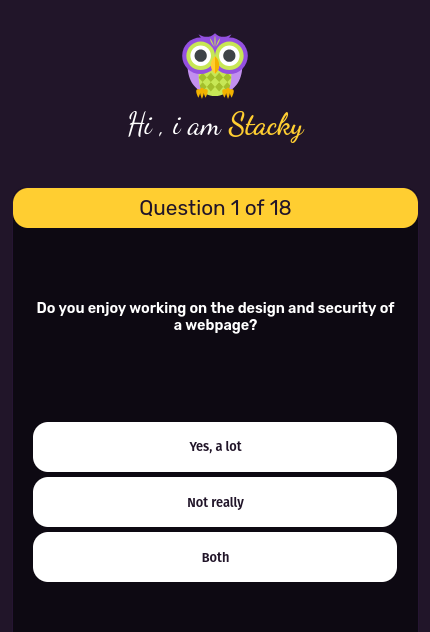 Hi , i am Stacky
Question 1 of 18
Do you enjoy working on the design and security of
a webpage?
Yes, a lot
Not really
Both